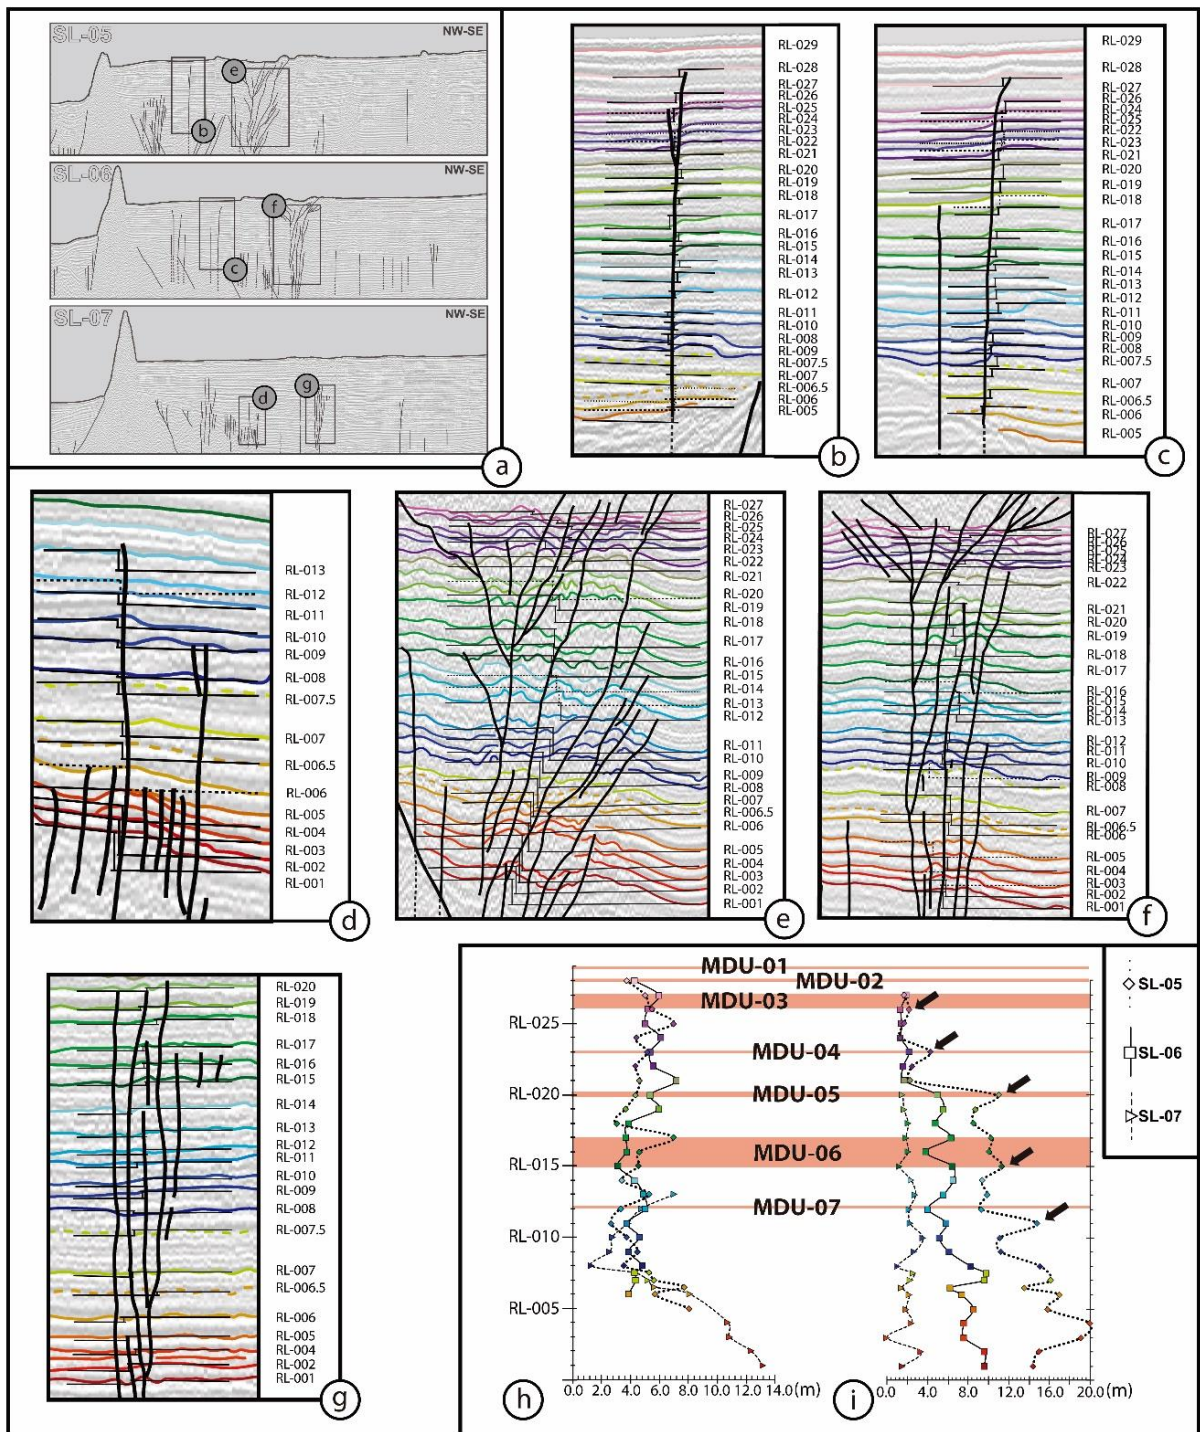 SL-05
NW-SE
e
b
SL-06
NW-SE
f
c
SL-07
NW-SE
g
d
a
RL-029
RL-028
RL-027
RL-026
RL-025
RL-024
RL-023
RL-022
RL-021
RL-020
RL-019
RL-018
RL-017
RL-016
RL-015
RL-014
RL-013
RL-012
RL-011
RL-010
RL-008
RL-009
RL-007.5
RL-007
RL-006.5
RL-006
RL-005
b
RL-029
RL-028
RL-027
RL-026
RL-024
RL-025
RL-022
RL-023
RL-021
RL-020
RL-019
RL-018
RL-017
RL-016
RL-015
RL-014
RL-013
RL-012
RL-011
RL-010
RL-009
RL-008
RL-007.5
RL-007
RL-006.5
RL-006
RL-005
c
RL-013
RL-012
RL-011
RL-010
RL-009
RL-008
RL-007.5
RL-007
RL-006.5
RL-006
RL-005
RL-004
RL-003
RL-002
RL-001
d
RL-027
RL-026
RL-025
RL-024
RL-023
RL-022
RL-021
RL-020
RL-019
RL-018
RL-017
RL-016
RL-015
RL-014
RL-013
RL-012
RL-011
RL-010
RL-009
RL-008
RL-007
RL-006.5
RL-006
RL-005
RL-004
RL-003
RL-002
RL-001
e
RL-027
RL-026
RL-025
RL-024
RL-023
RL-022
RL-021
RL-020
RL-019
RL-018
RL-017
RL-016
RL-015
RL-014
RL-013
RL-012
RL-011
RL-010
RL-009
RL-008
RL-007
RL-006.5
RL-006
RL-005
RL-004
RL-003
RL-002
RL-001
f
RL-020
RL-019
RL-018
RL-017
RL-016
RL-015
RL-014
RL-013
RL-012
RL-011
RL-010
RL-009
RL-008
RL-007.5
RL-007
RL-006.5
RL-006
RL-005
RL-004
RL-002
RL-001
g
MDU-01
MDU-02
MDU-03
RL-025
MDU-04
RL-020
MDU-05
MDU-06
RL-015
MDU-07
RL-010
RL-005
0.0 2.0 4.0 6.0 8.0 10.0 12.0 14.0 (m)
h
0.0 4.0 8.0 12.0 16.0 20.0 (m)
i
SL-05
SL-06
SL-07